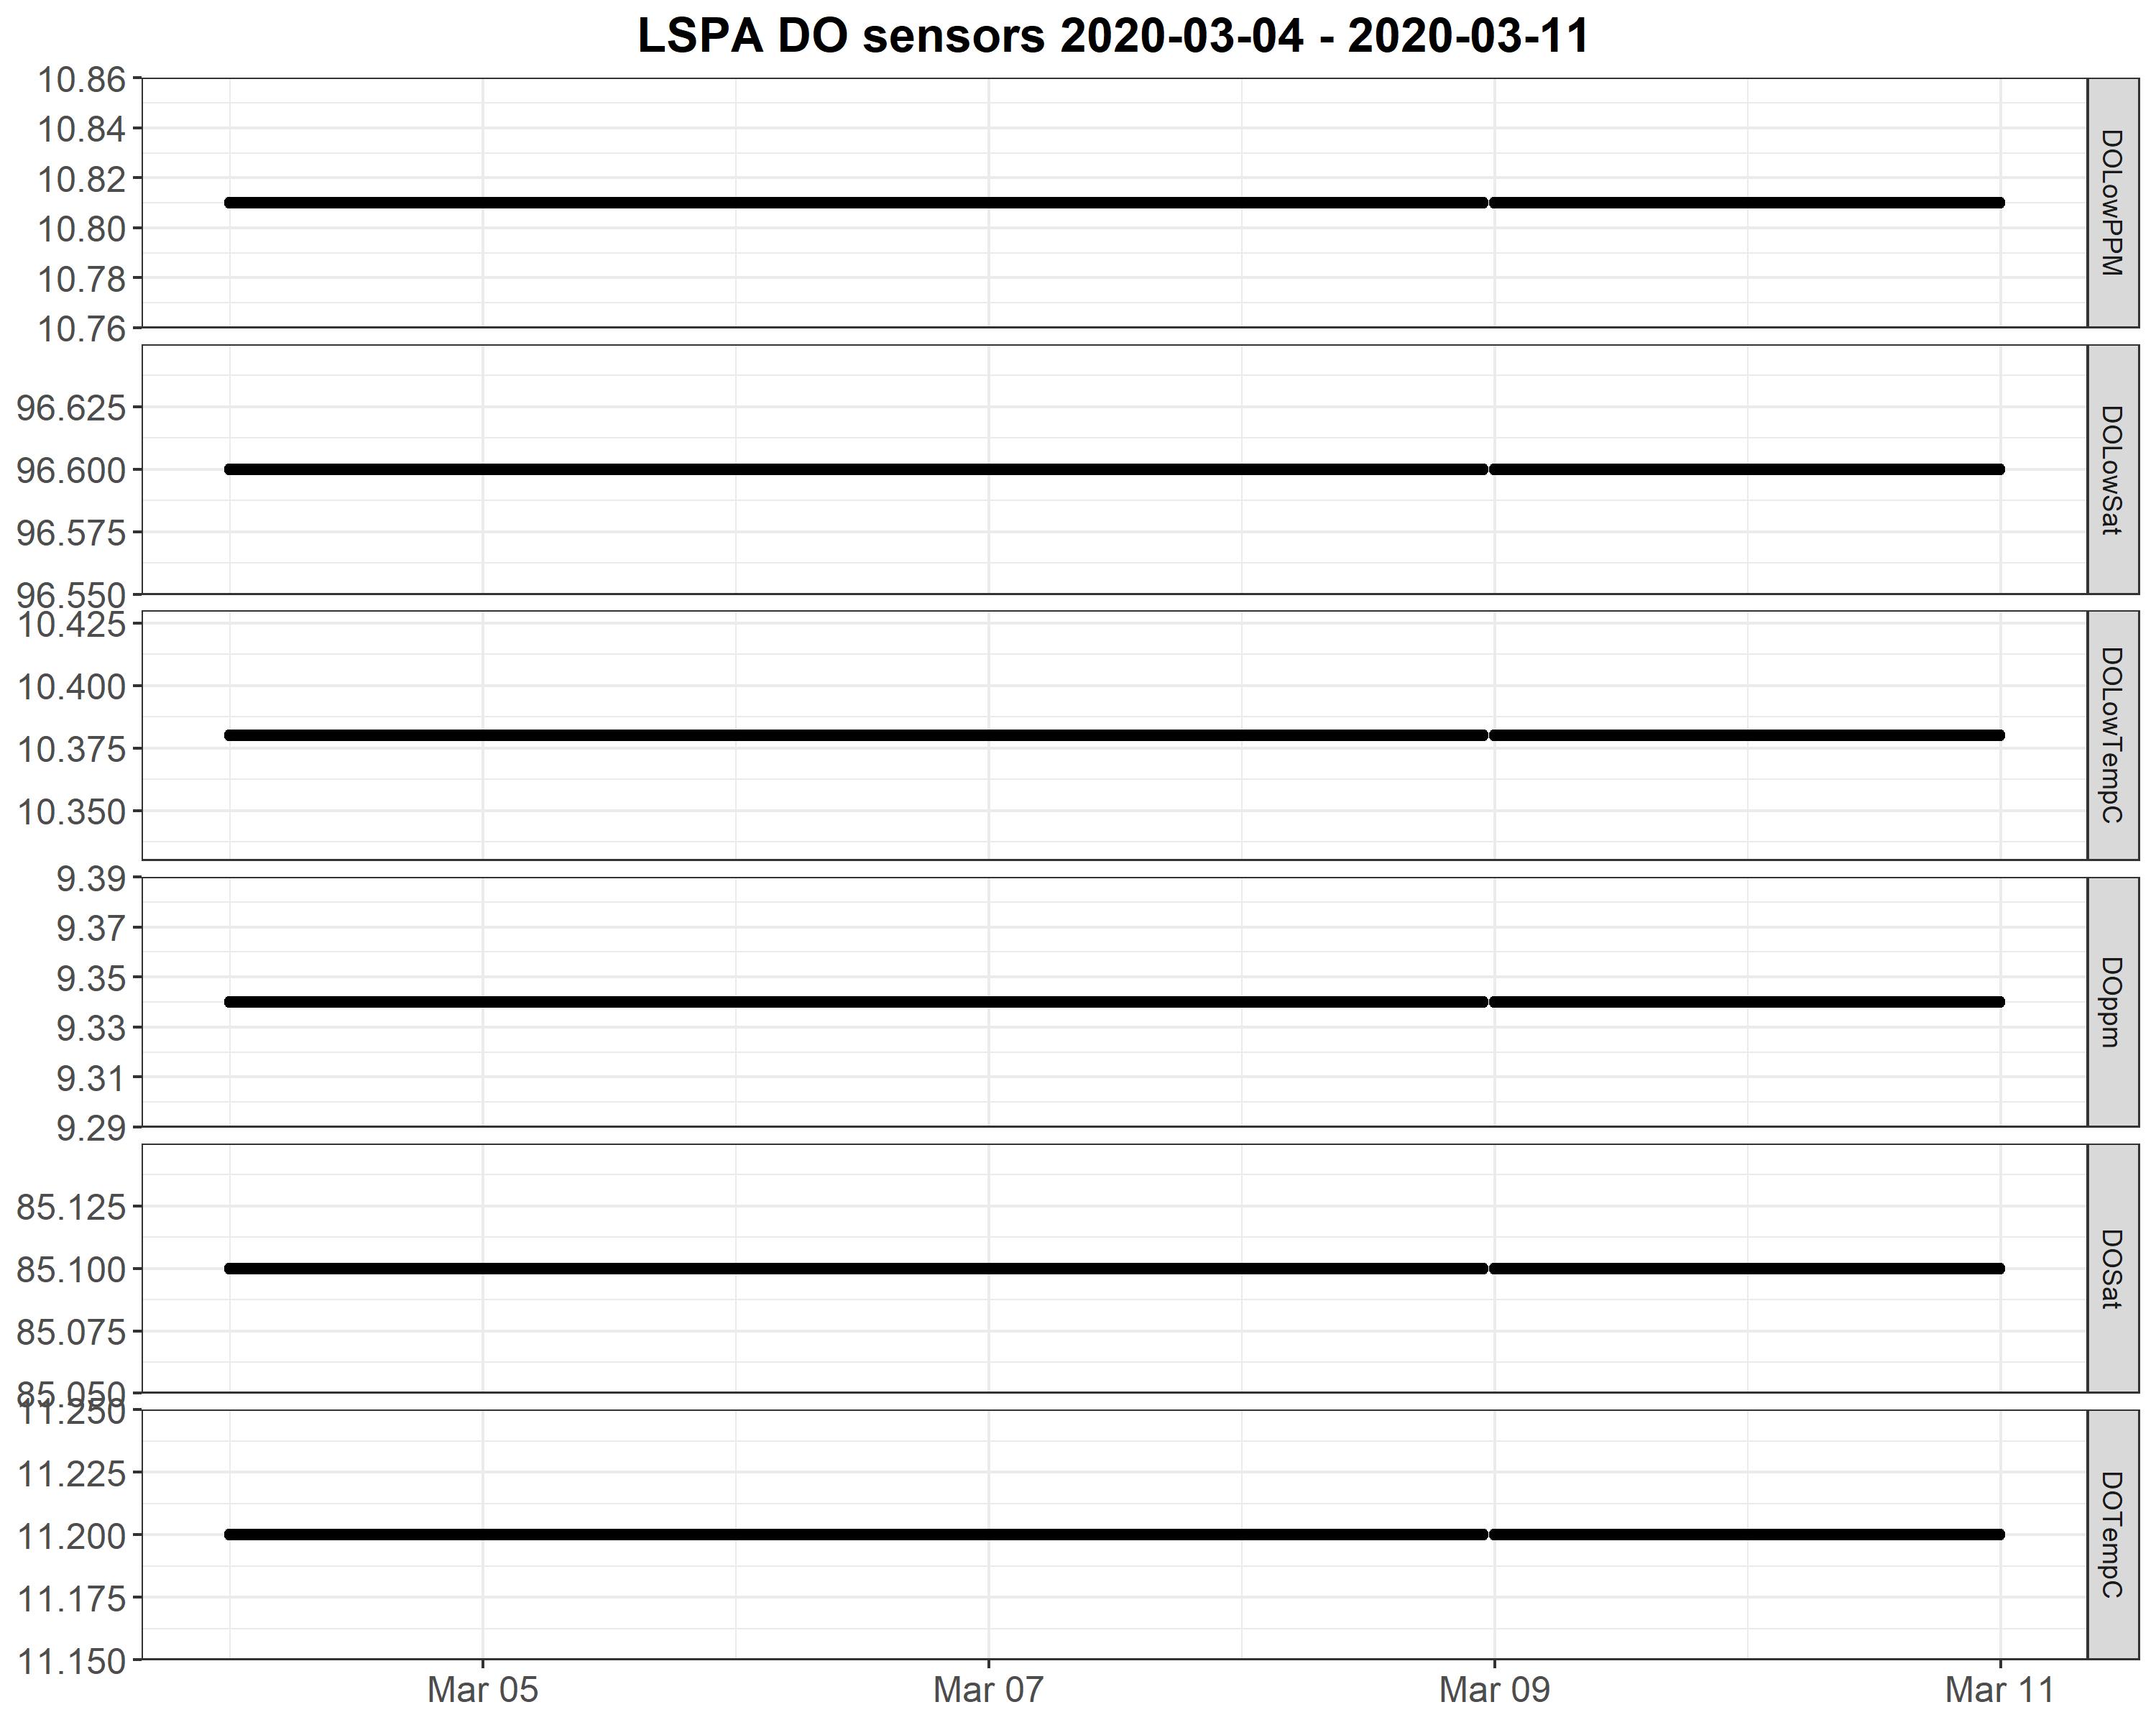 LSPA DO sensors 2020-03-04 - 2020-03-11
10.86
10.84
10.82
10.80
10.78
10.76
DOLowPPM
96.625
96.600
96.575
96.550
DOLowSat
10.425
10.400
10.375
10.350
DOLowTempC
9.39
9.37
9.35
9.33
9.31
9.29
DOppm
85.125
85.100
85.075
85.050
DOSat
11.250
11.225
11.200
11.175
11.150
DOTempC
Mar 05
Mar 07
Mar 09
Mar 11